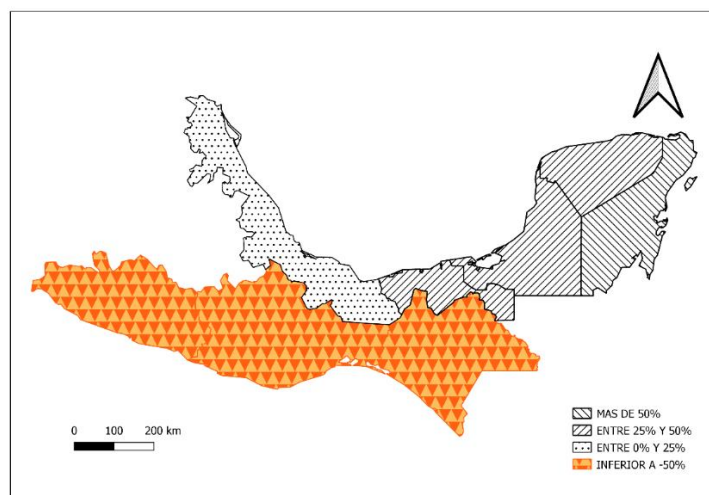 0 100 200 km
MAS DE 50%
ENTRE 25% Y 50%
ENTRE 0% Y 25%
INFERIOR A -50%